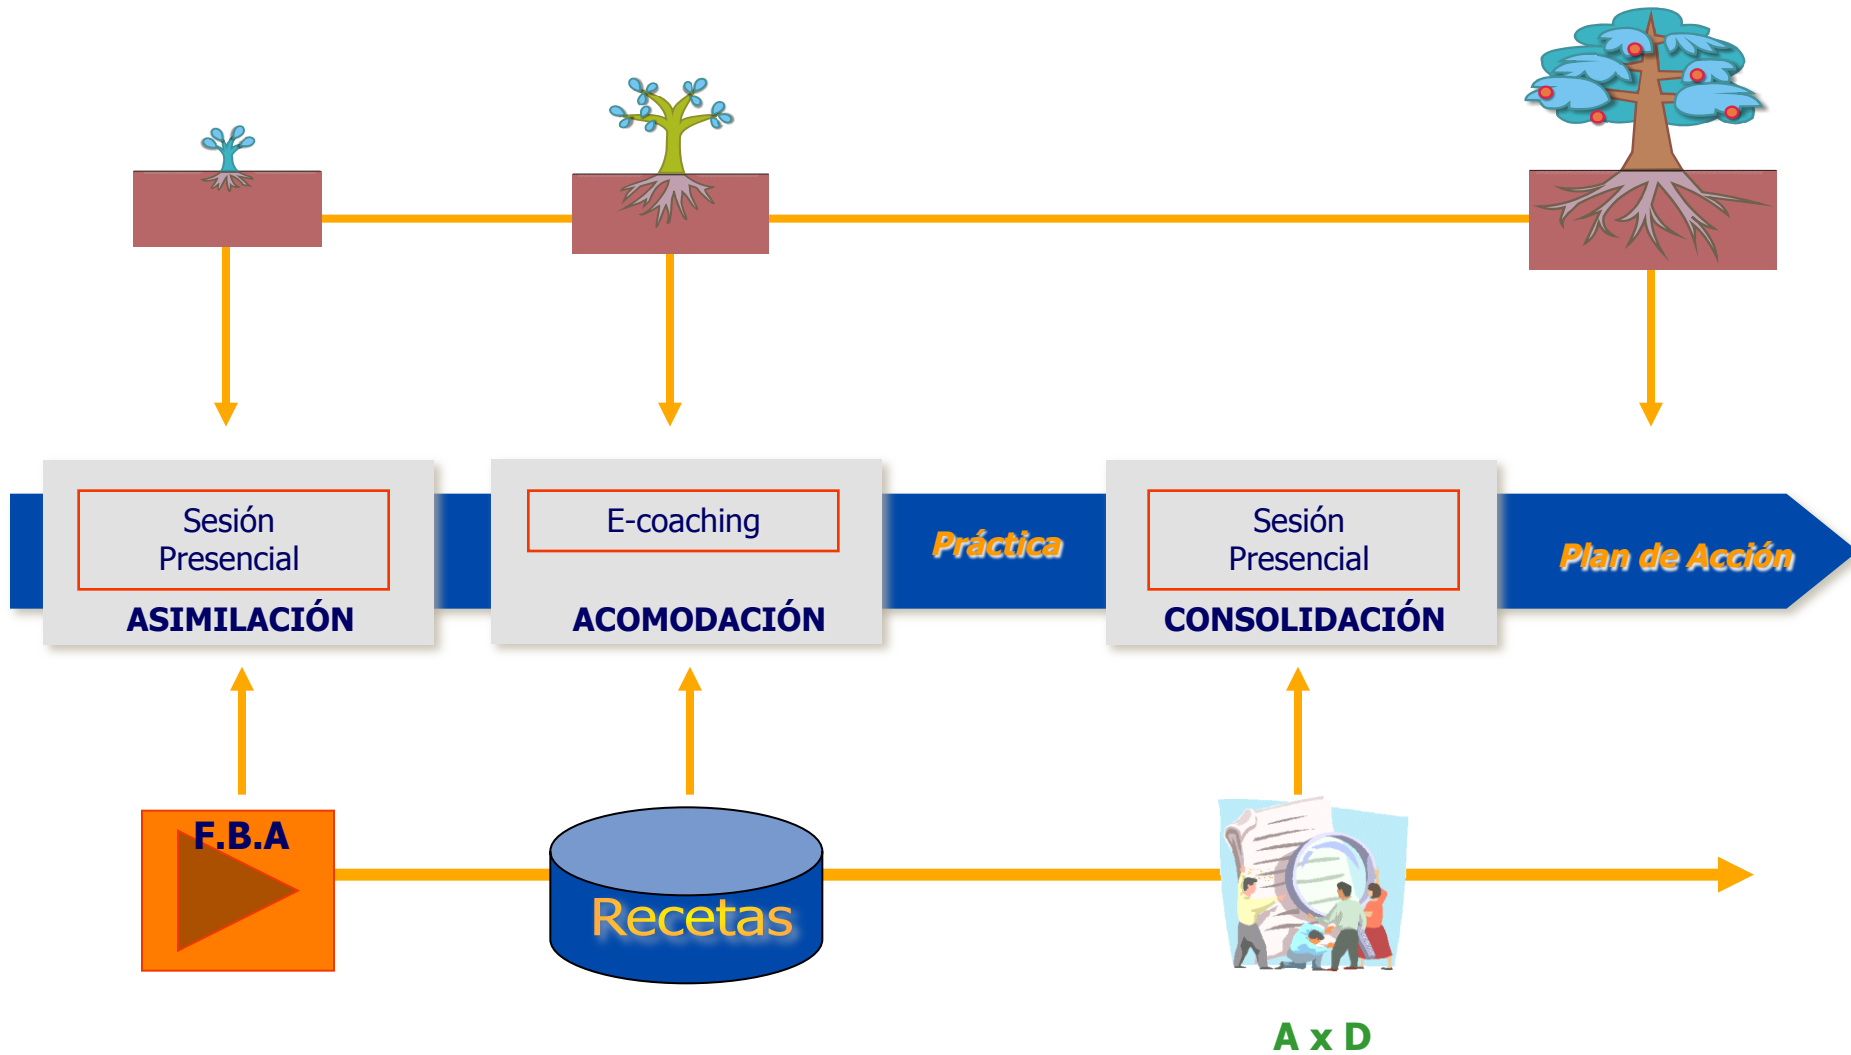 Sesión
Presencial
ASIMILACIÓN
E-coaching
ACOMODACIÓN
Práctica
Sesión
Presencial
CONSOLIDACIÓN
Plan de Acción
F.B.A
Recetas
A x D